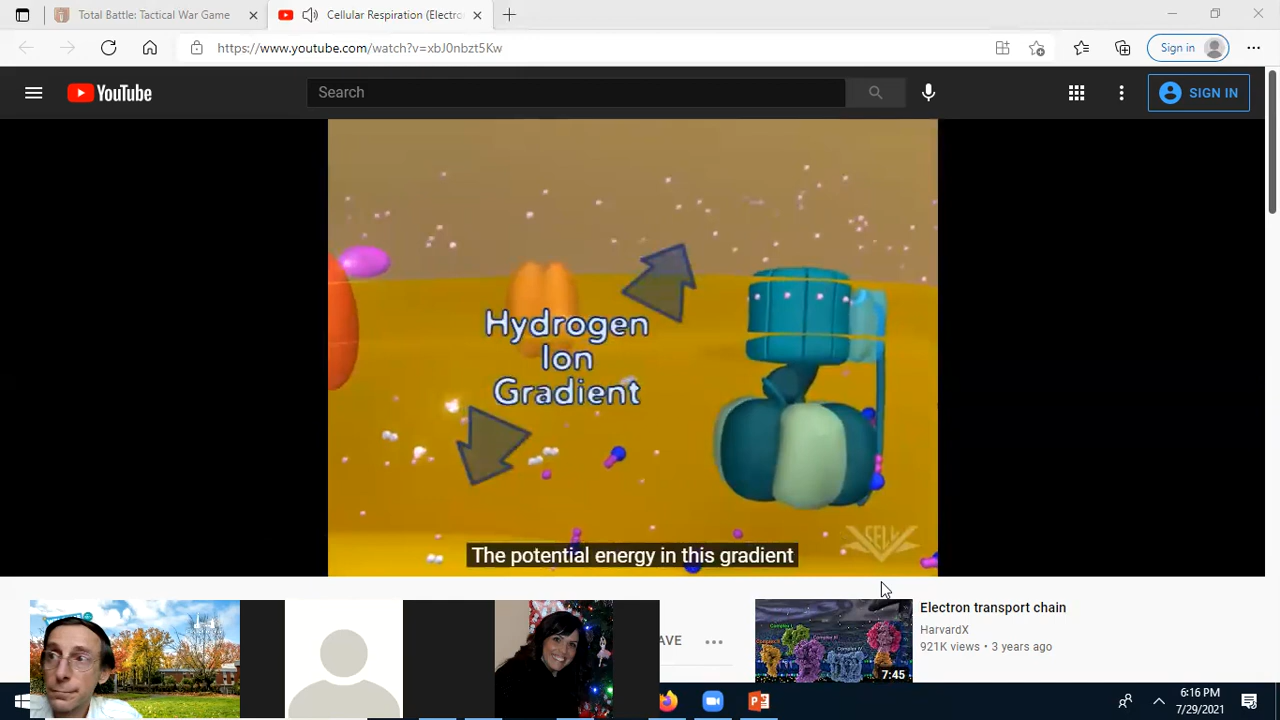 Total Battle: Tactical War Game
Cellular Respiration (Electro
https://www.youtube.com/watch?v=xbJ0nbzt5Kw
Sign in
YouTube
Search
SIGN IN
Hydrogen
Ion
Gradient
CELL
The potential energy in this gradient
AVE
Electron transport chain
HarvardX
921K views • 3 years ago
7:45
6:16 PM
7/29/2021